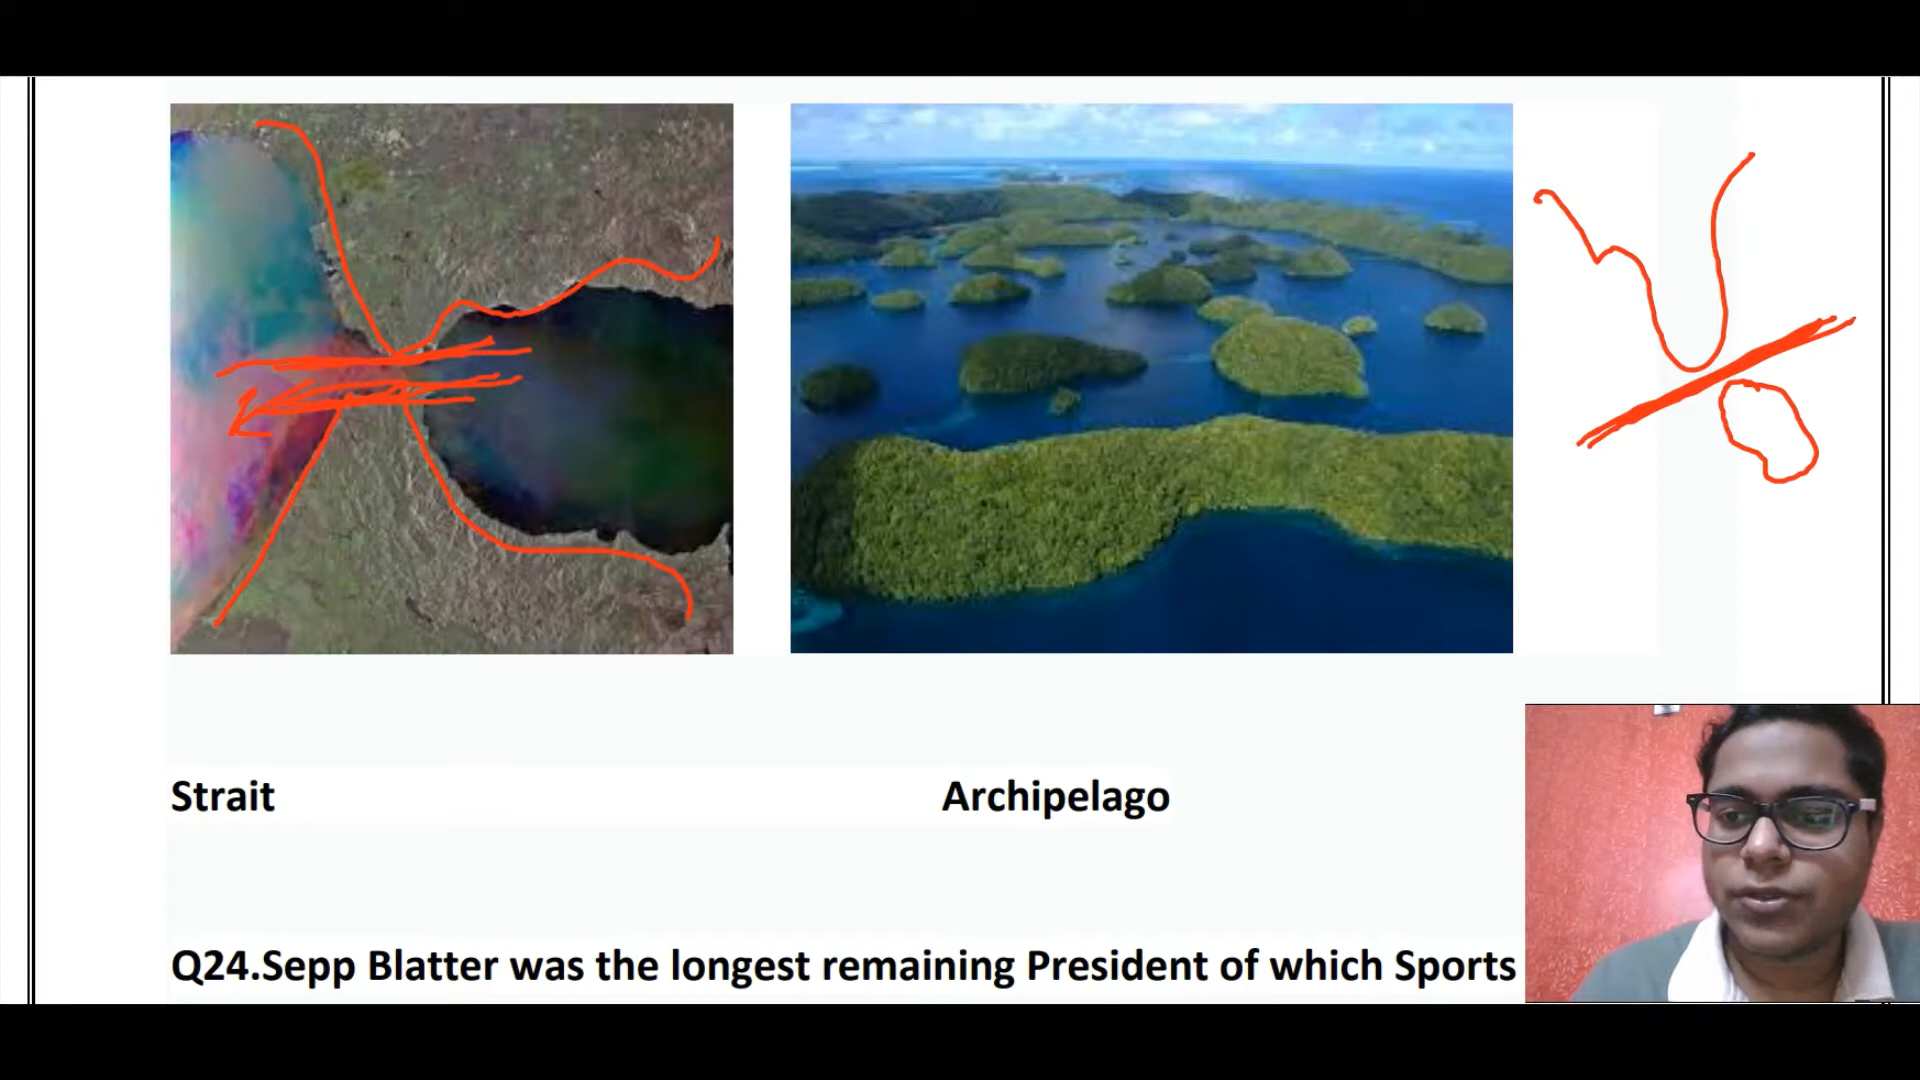 Strait
Archipelago
Q24.Sepp Blatter was the longest remaining President of which Sports